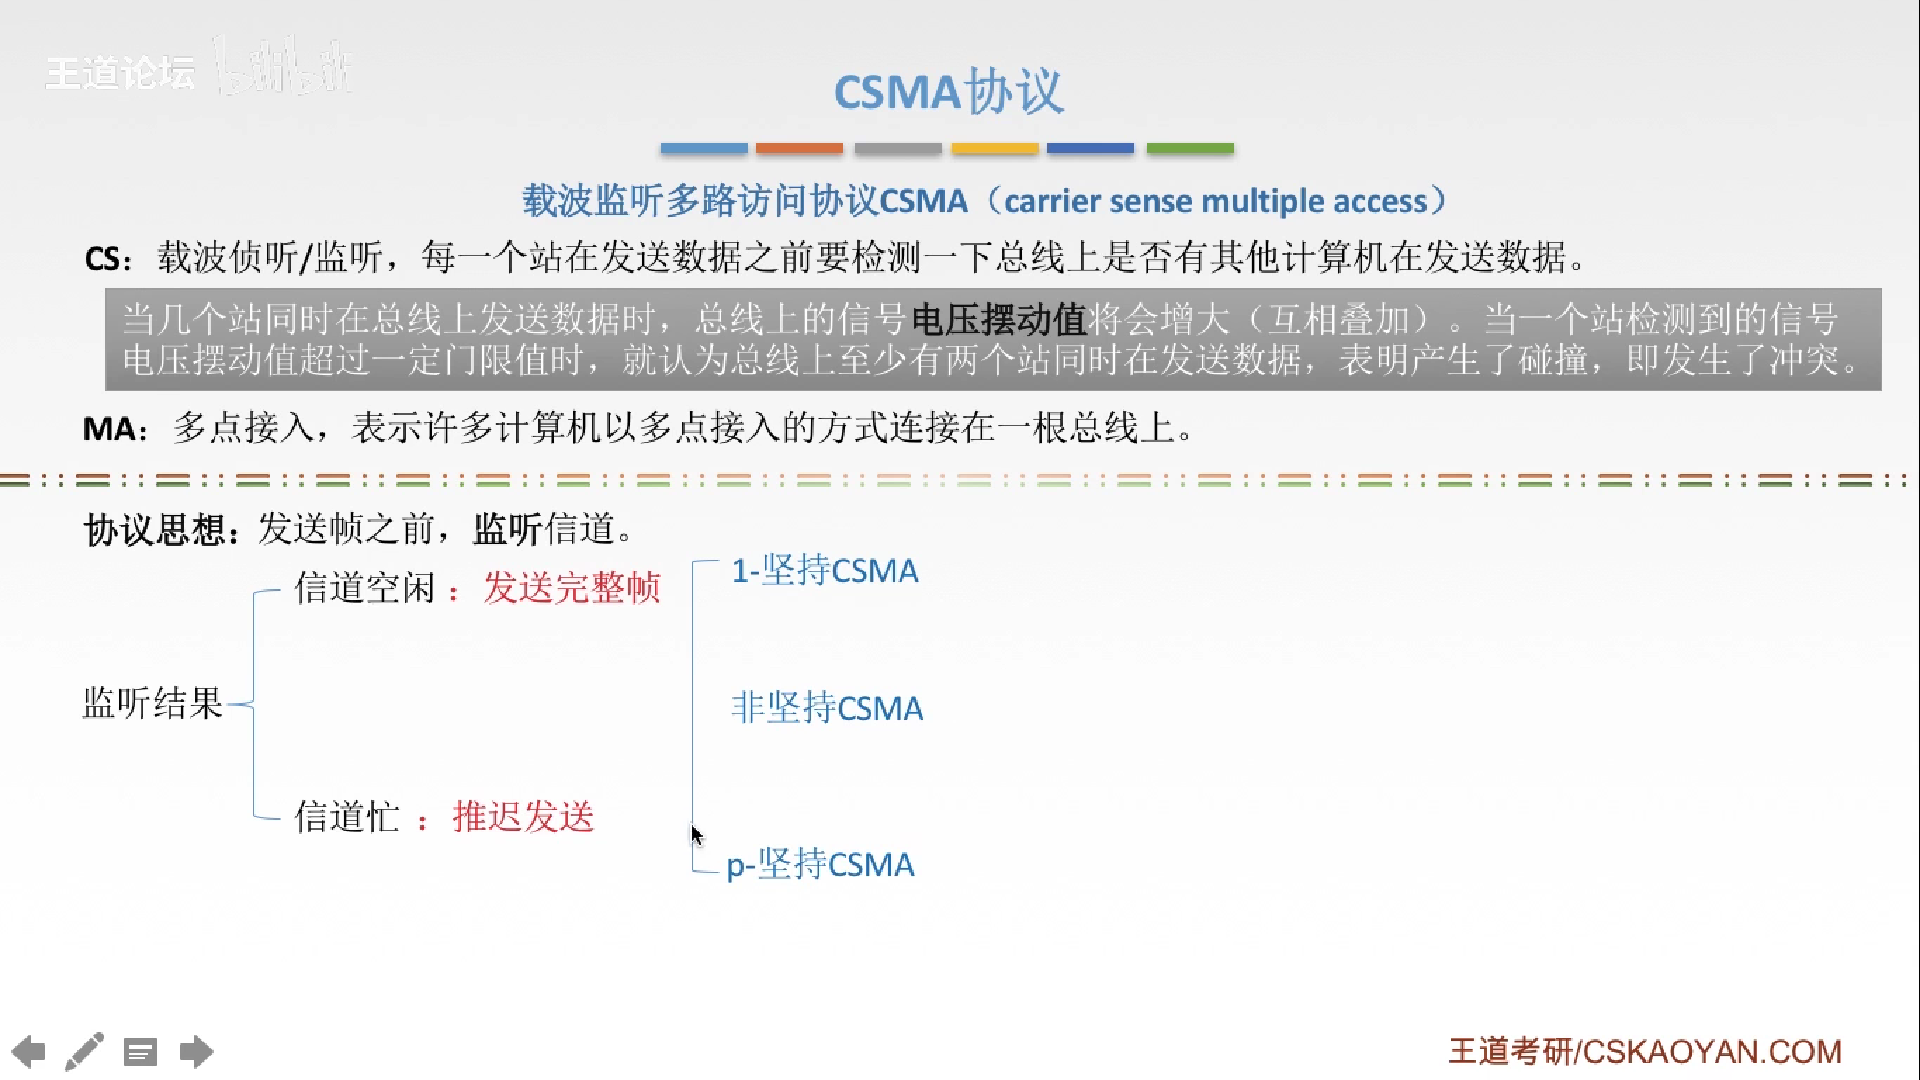 王道论坛 bilibili
CSMA协议
载波监听多路访问协议CSMA（carrier sense multiple access）
CS：载波侦听/监听，每一个站在发送数据之前要检测一下总线上是否有其他计算机在发送数据。
当几个站同时在总线上发送数据时，总线上的信号电压摆动值将会增大（互相叠加）。当一个站检测到的信号
电压摆动值超过一定门限值时，就认为总线上至少有两个站同时在发送数据，表明产生了碰撞，即发生了冲突。
MA：多点接入，表示许多计算机以多点接入的方式连接在一根总线上。
协议思想：发送帧之前，监听信道。
信道空闲：发送完整帧
监听结果
信道忙：推迟发送
1-坚持CSMA
非坚持CSMA
p-坚持CSMA
王道考研/CSKAOYAN.COM